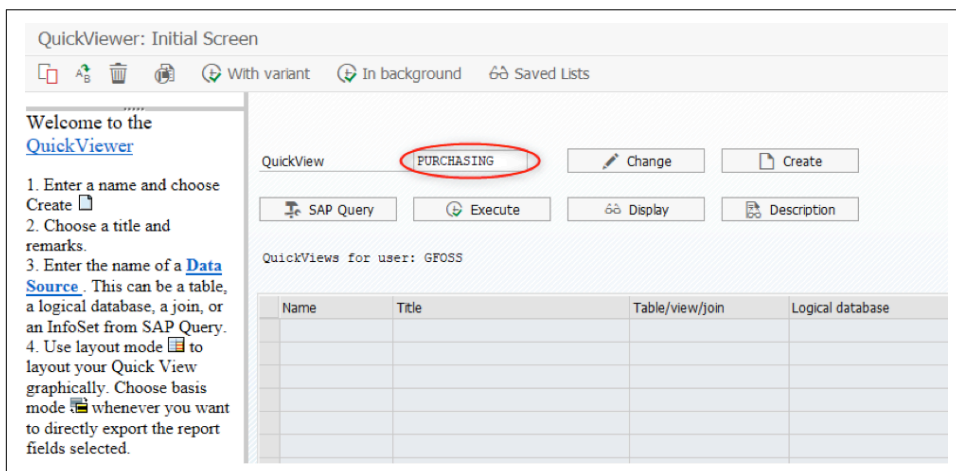 QuickViewer: Initial Screen
With variant In background Saved Lists
Welcome to the
QuickViewer
1. Enter a name and choose
Create
2. Choose a title and
remarks.
3. Enter the name of a Data
Source . This can be a table,
a logical database, a join, or
an InfoSet from SAP Query.
4. Use layout mode to
layout your Quick View
graphically. Choose basis
mode whenever you want
to directly export the report
fields selected.
QuickView PURCHASING Change Create
SAP Query Execute Display Description
QuickViews for user: GFOSS
Name Title Table/view/join Logical database